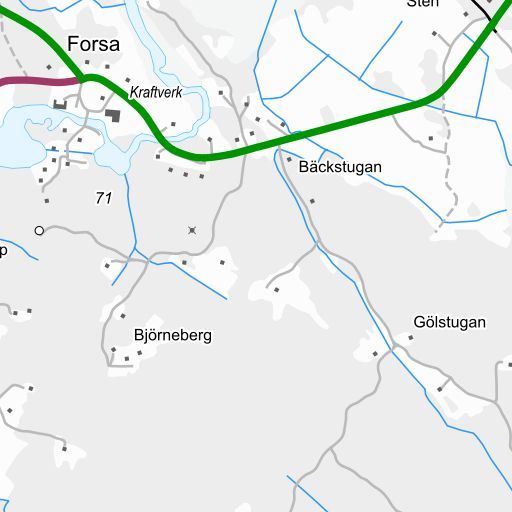 Sten
Forsa
Kraftverk
Bäckstugan
71
p
Gölstugan
Björneberg